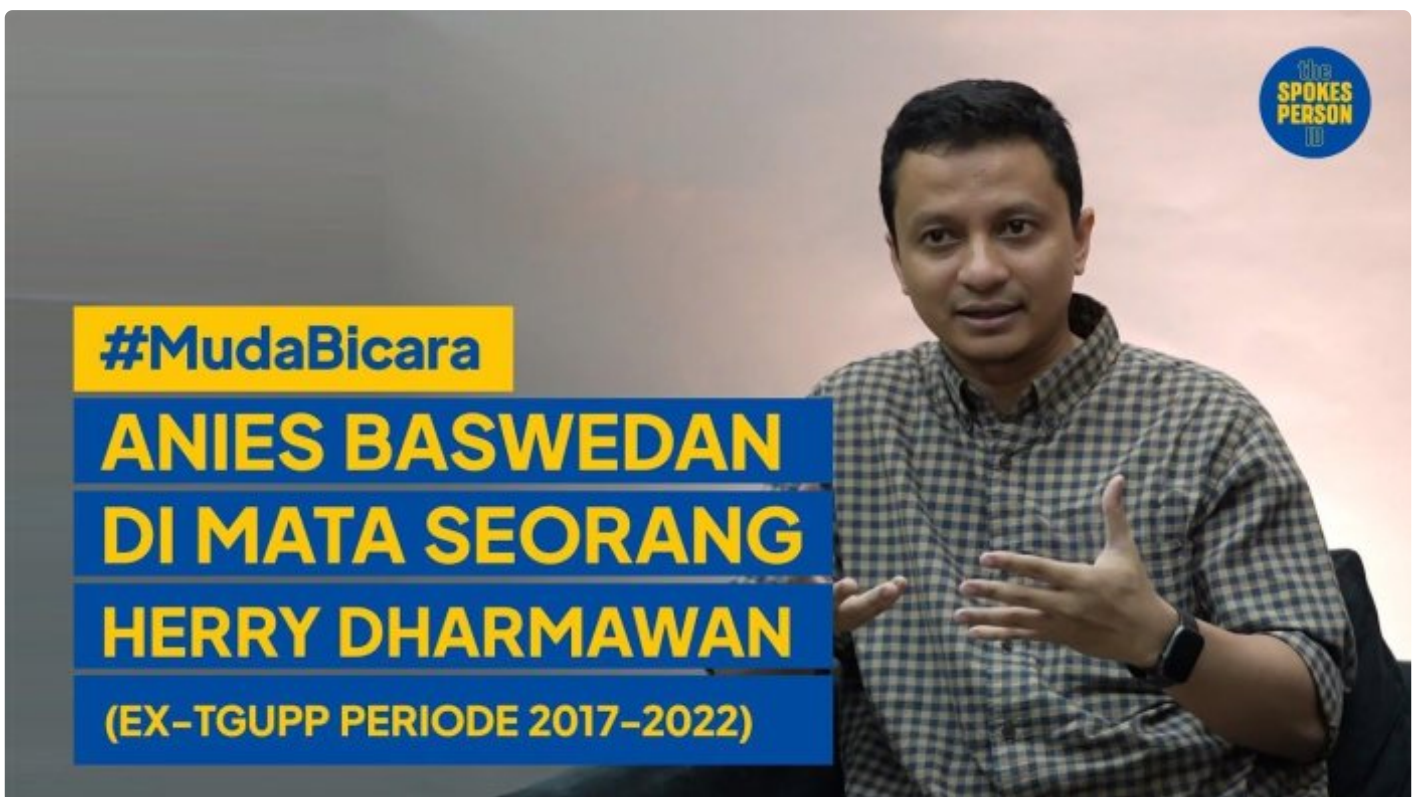 the
SPOKES
PERSON
ID
#MudaBicara
ANIES BASWEDAN
DI MATA SEORANG
HERRY DHARMAWAN
(EX-TGUPP PERIODE 2017-2022)